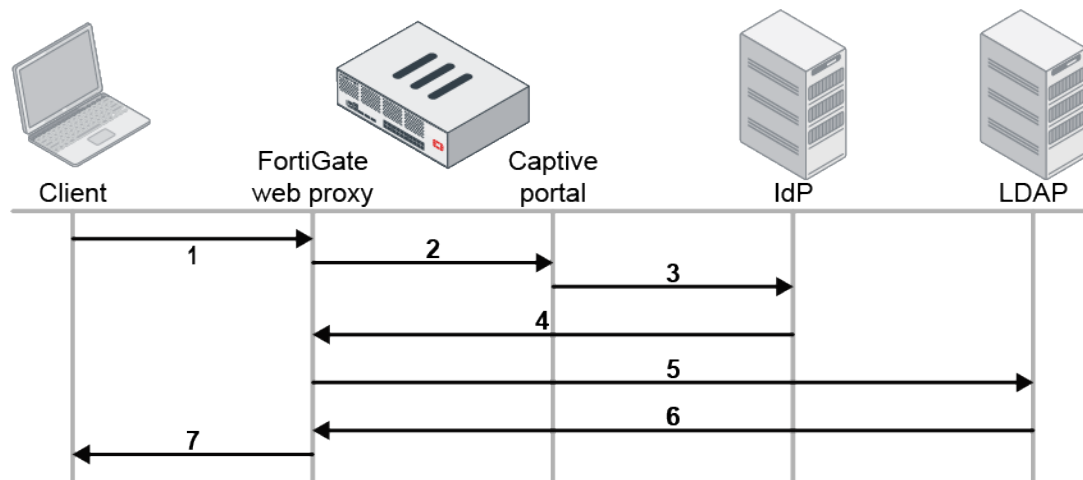 Client
FortiGate
web proxy
Captive
portal
IdP
LDAP
1
2
3
4
5
6
7